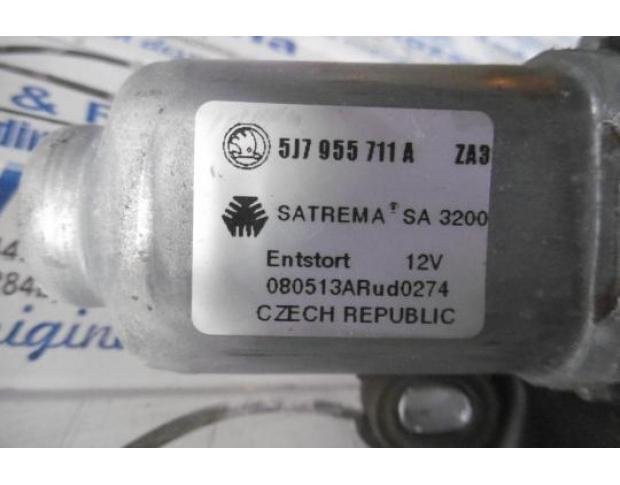 5J7 955 711 A ZA3
SATREMA® SA 3200
Entstort 12V
080513ARud0274
CZECH REPUBLIC